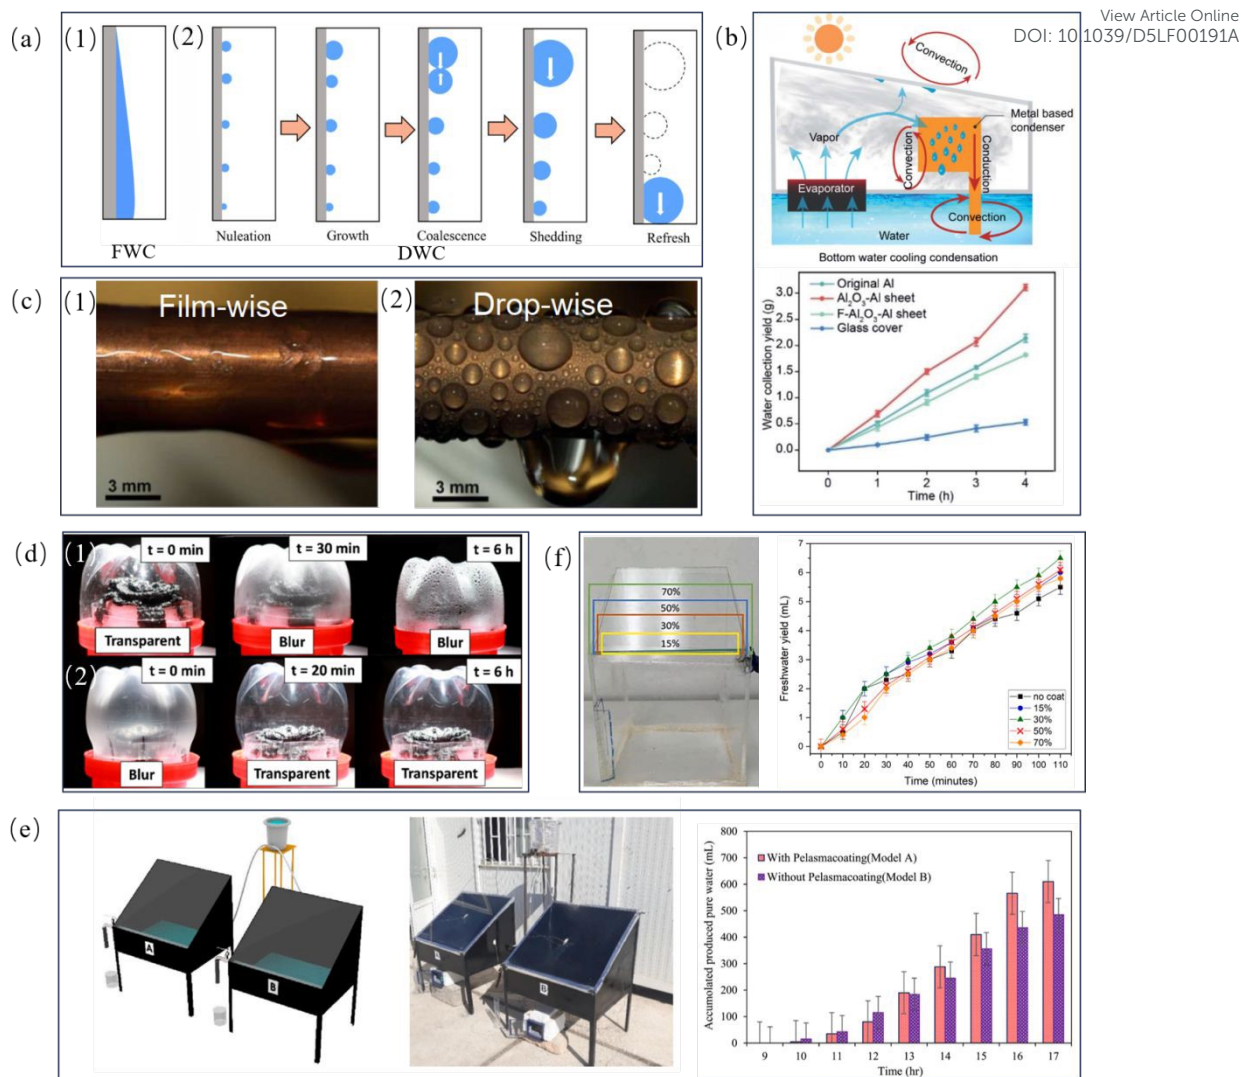 View Article Online
DOI: 10.1039/D5LF00191A
(a)
(1)
(2)
Nuleation
Growth
Coalescence
Shedding
Refresh
FWC
DWC
(b)
Convection
Metal based
condenser
Vapor
Convection
Conduction
Evaporator
Convection
Water
Bottom water cooling condensation
Original Al
Al₂O₃-Al sheet
F-Al₂O₃-Al sheet
Glass cover
Water collection yield (g)
3.0
2.5
2.0
1.5
1.0
0.5
0.0
0 1 2 3 4
Time (h)
(c)
(1)
Film-wise
3 mm
(2)
Drop-wise
3 mm
(d)
(1)
t = 0 min
t = 30 min
t = 6 h
Transparent
Blur
Blur
(2)
t = 0 min
t = 20 min
t = 6 h
Blur
Transparent
Transparent
(f)
70%
50%
30%
15%
Freshwater yield (mL)
7
6
5
4
3
2
1
0
no coat
15%
30%
50%
70%
0 10 20 30 40 50 60 70 80 90 100 110
Time (minutes)
(e)
A
B
A
B
Accumolated produced pure water (mL)
800
700
600
500
400
300
200
100
0
With Pelasmacoating(Model A)
Without Pelasmacoating(Model B)
9 10 11 12 13 14 15 16 17
Time (hr)